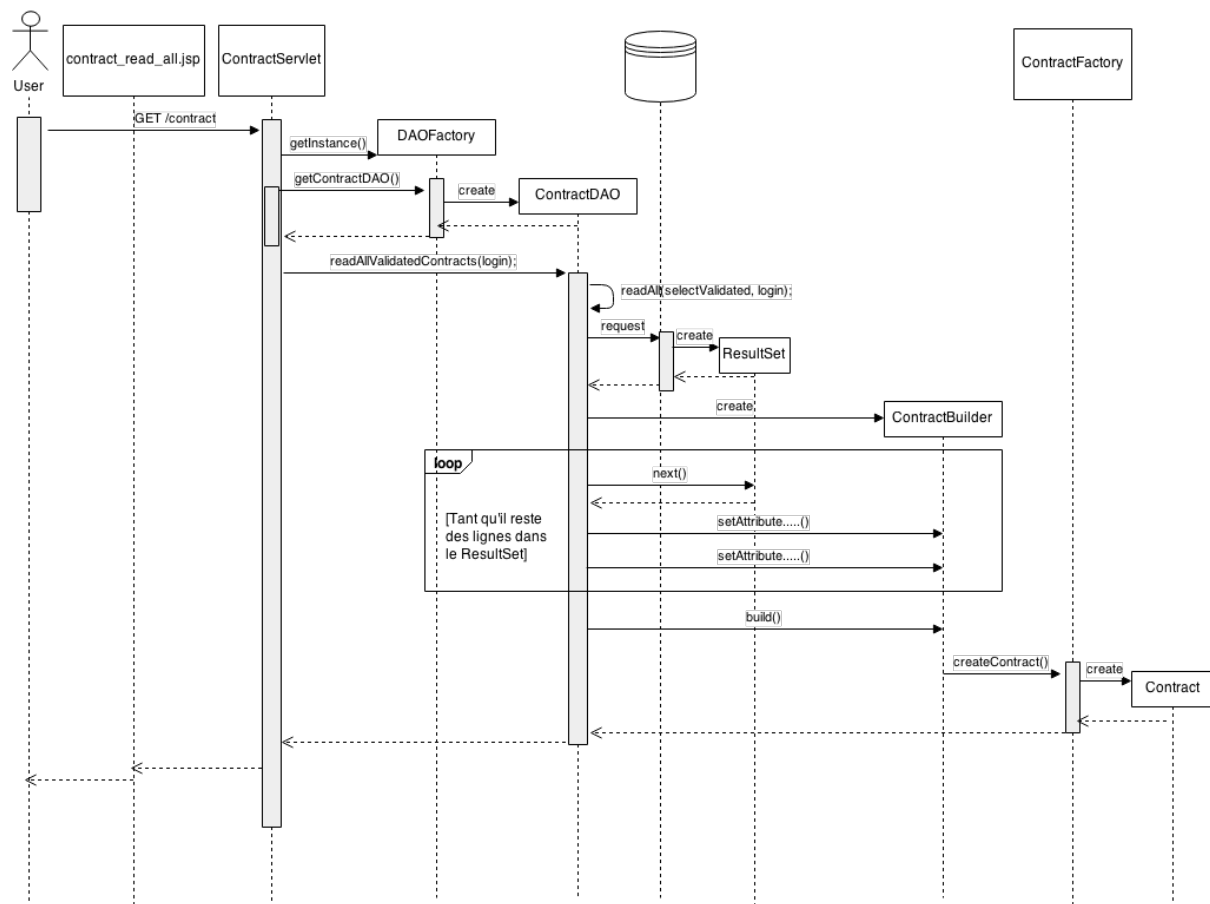 User
contract_read_all.jsp
ContractServlet
ContractFactory
GET /contract
getInstance()
DAOFactory
getContractDAO()
create
ContractDAO
readAllValidatedContracts(login);
readAll(selectValidated, login);
request
create
ResultSet
create
ContractBuilder
loop
next()
[Tant qu'il reste
des lignes dans
le ResultSet]
setAttribute.....()
setAttribute.....()
build()
createContract()
create
Contract